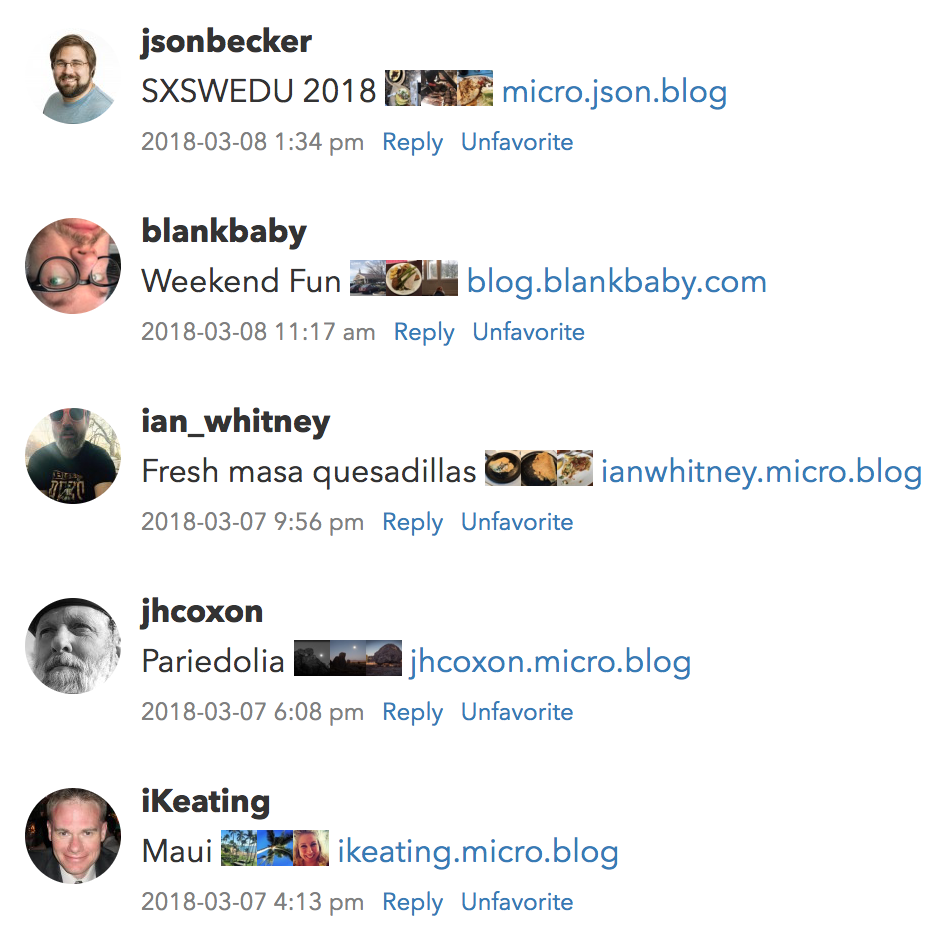 jsonbecker
SXSWEDU 2018 micro.json.blog
2018-03-08 1:34 pm Reply Unfavorite
blankbaby
Weekend Fun blog.blankbaby.com
2018-03-08 11:17 am Reply Unfavorite
ian_whitney
Fresh masa quesadillas ianwhitney.micro.blog
2018-03-07 9:56 pm Reply Unfavorite
jhcoxon
Pariedolia jhcoxon.micro.blog
2018-03-07 6:08 pm Reply Unfavorite
iKeating
Maui ikeating.micro.blog
2018-03-07 4:13 pm Reply Unfavorite